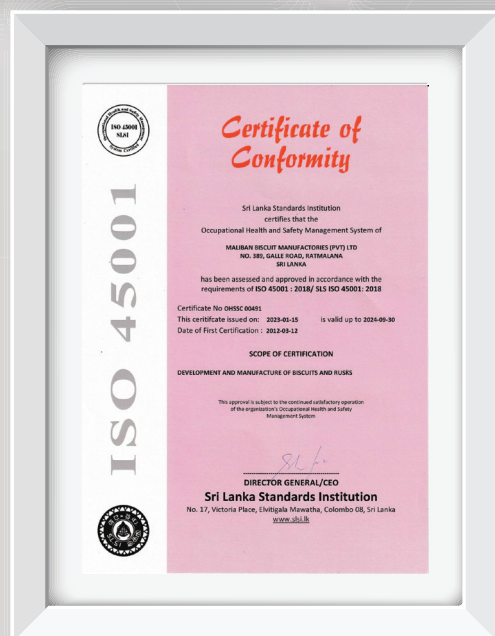 ISO 45001
SLSI
System Certified
ISO 45001
Certificate of
Conformity
Sri Lanka Standards Institution
certifies that the
Occupational Health and Safety Management System of
MALIBAN BISCUIT MANUFACTORIES (PVT) LTD
NO. 389, GALLE ROAD, RATMALANA
SRI LANKA
has been assessed and approved in accordance with the
requirements of ISO 45001 : 2018/ SLS ISO 45001: 2018
Certificate No OHSSC 00491
This ceritifcate issued on: 2023-01-15 is valid up to 2024-09-30
Date of First Certification : 2012-03-12
SCOPE OF CERTIFICATION
DEVELOPMENT AND MANUFACTURE OF BISCUITS AND RUSKS
This approval is subject to the continued satisfactory operation
of the organization's Occupational Health and Safety
Management System
DIRECTOR GENERAL/CEO
Sri Lanka Standards Institution
No. 17, Victoria Place, Elvitigala Mawatha, Colombo 08, Sri Lanka
www.slsi.lk
SLSI